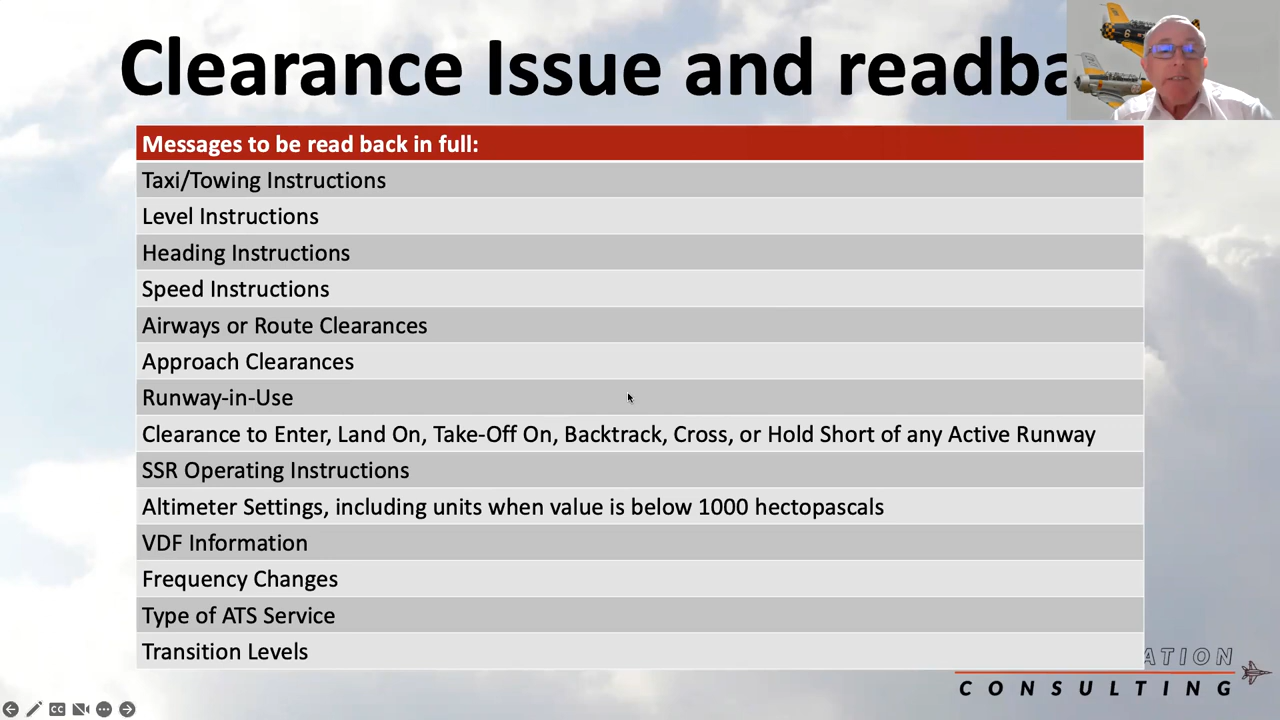 Clearance Issue and readba
6
Messages to be read back in full:
Taxi/Towing Instructions
Level Instructions
Heading Instructions
Speed Instructions
Airways or Route Clearances
Approach Clearances
Runway-in-Use
Clearance to Enter, Land On, Take-Off On, Backtrack, Cross, or Hold Short of any Active Runway
SSR Operating Instructions
Altimeter Settings, including units when value is below 1000 hectopascals
VDF Information
Frequency Changes
Type of ATS Service
Transition Levels
ATION
CONSULTING
CC